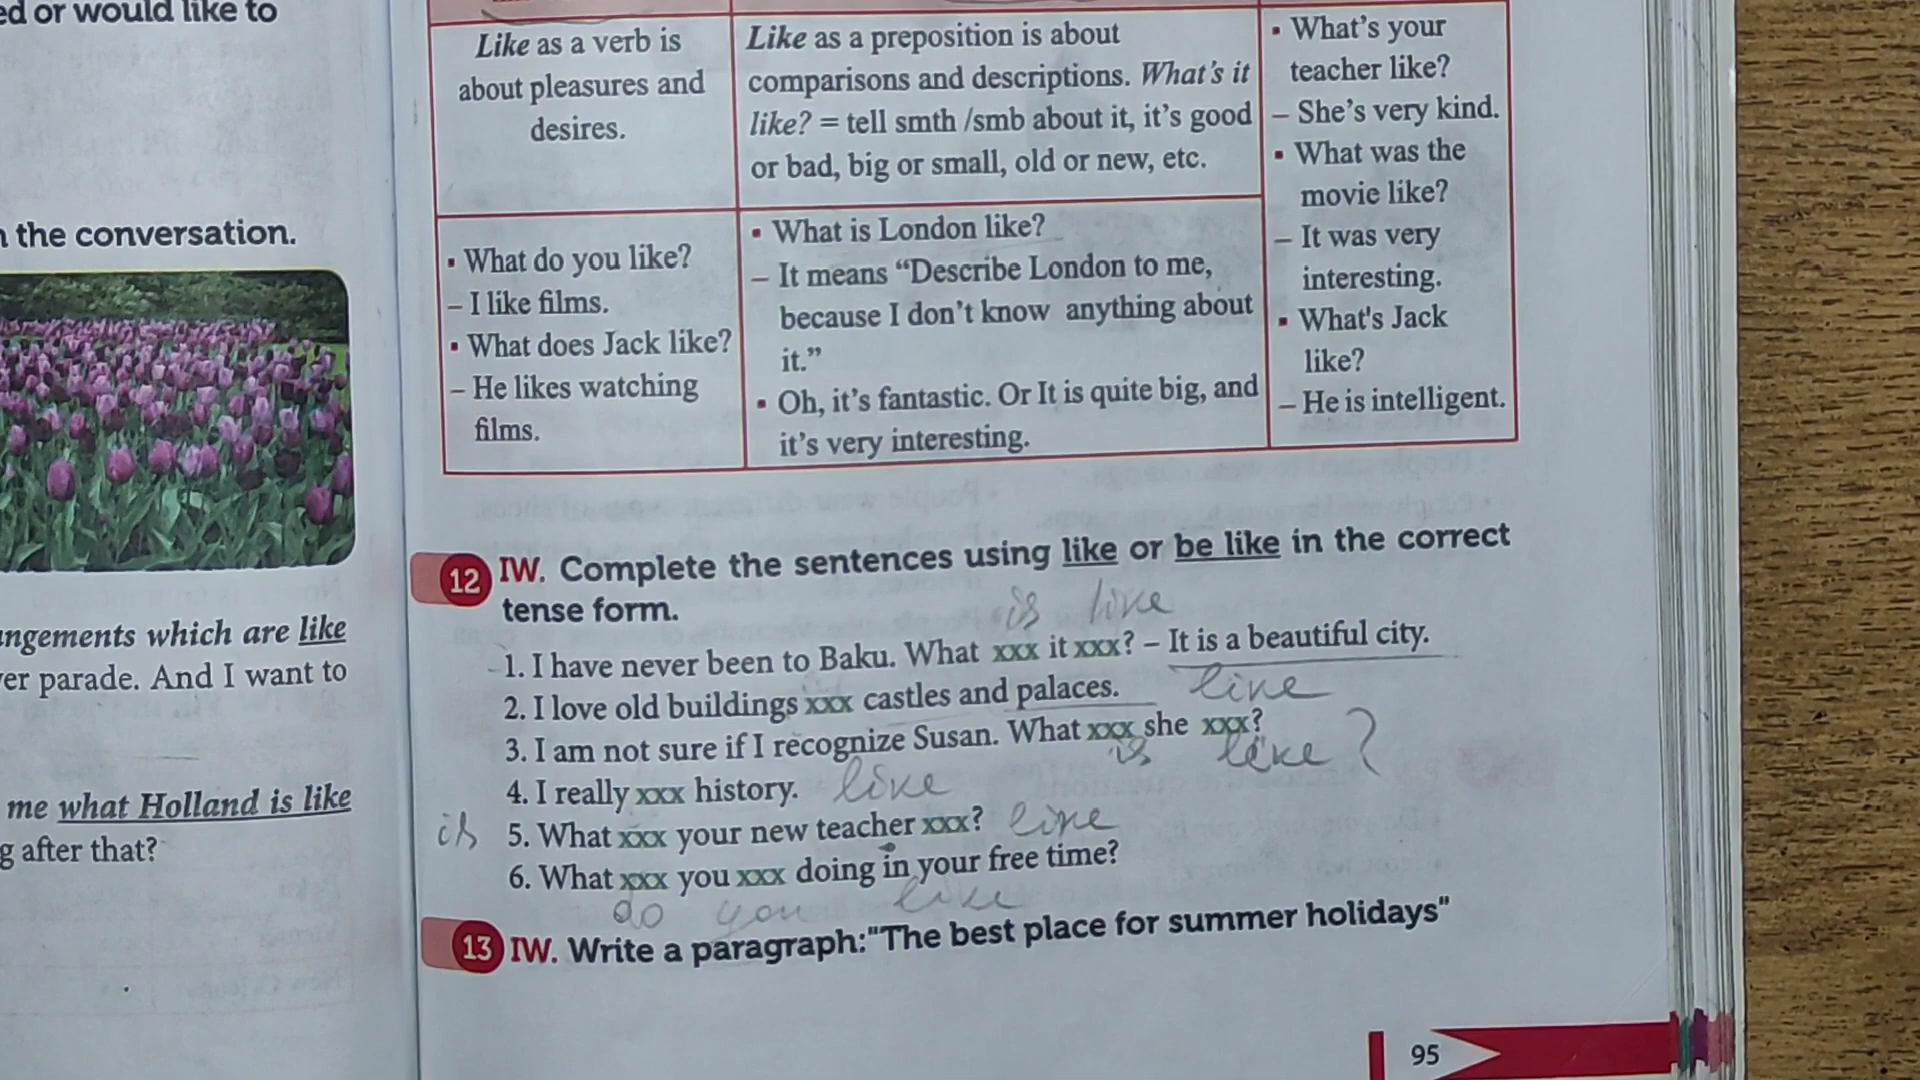 ed or would like to
n the conversation.
ngements which are like
er parade. And I want to
me what Holland is like
g after that?
Like as a verb is
about pleasures and
desires.
Like as a preposition is about
comparisons and descriptions. What's it
like? = tell smth /smb about it, it's good
or bad, big or small, old or new, etc.
▪ What's your
teacher like?
– She's very kind.
▪ What was the
movie like?
– It was very
interesting.
▪ What's Jack
like?
– He is intelligent.
▪ What do you like?
– I like films.
▪ What does Jack like?
– He likes watching
films.
▪ What is London like?
– It means “Describe London to me,
because I don't know anything about
it.”
▪ Oh, it's fantastic. Or It is quite big, and
it's very interesting.
12 IW. Complete the sentences using like or be like in the correct
tense form.
is like
1. I have never been to Baku. What xxx it xxx? – It is a beautiful city.
2. I love old buildings xxx castles and palaces. like
3. I am not sure if I recognize Susan. What xxx she xxx?
is like?
4. I really xxx history. like
is 5. What xxx your new teacher xxx? like
6. What xxx you xxx doing in your free time?
do you like
13 IW. Write a paragraph:"The best place for summer holidays"
95